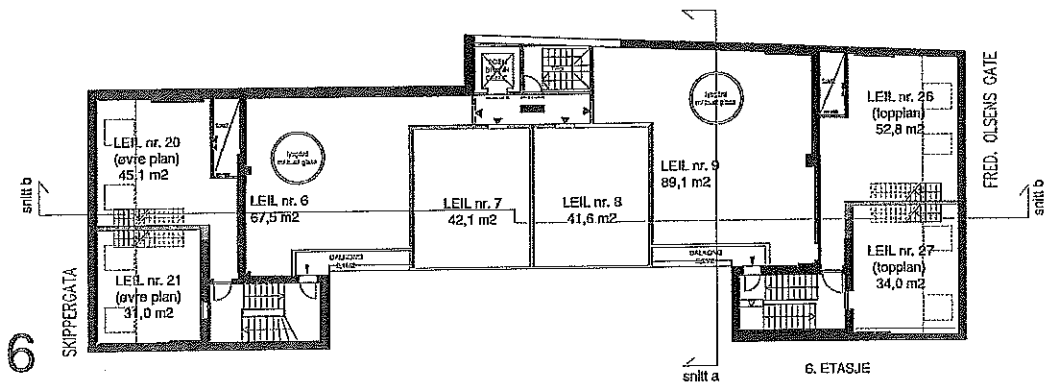 LEIL nr. 20
(øvre plan)
45,1 m2
LEIL nr. 6
67,5 m2
LEIL nr. 7
42,1 m2
LEIL nr. 8
41,6 m2
LEIL nr. 9
89,1 m2
LEIL nr. 26
(topplan)
52,8 m2
FRED. OLSENS GATE
snitt b
snitt b
LEIL nr. 21
(øvre plan)
31,0 m2
BALKONG
BALKONG
LEIL nr. 27
(topplan)
34,0 m2
SKIPPERGATA
6
snitt a
6. ETASJE